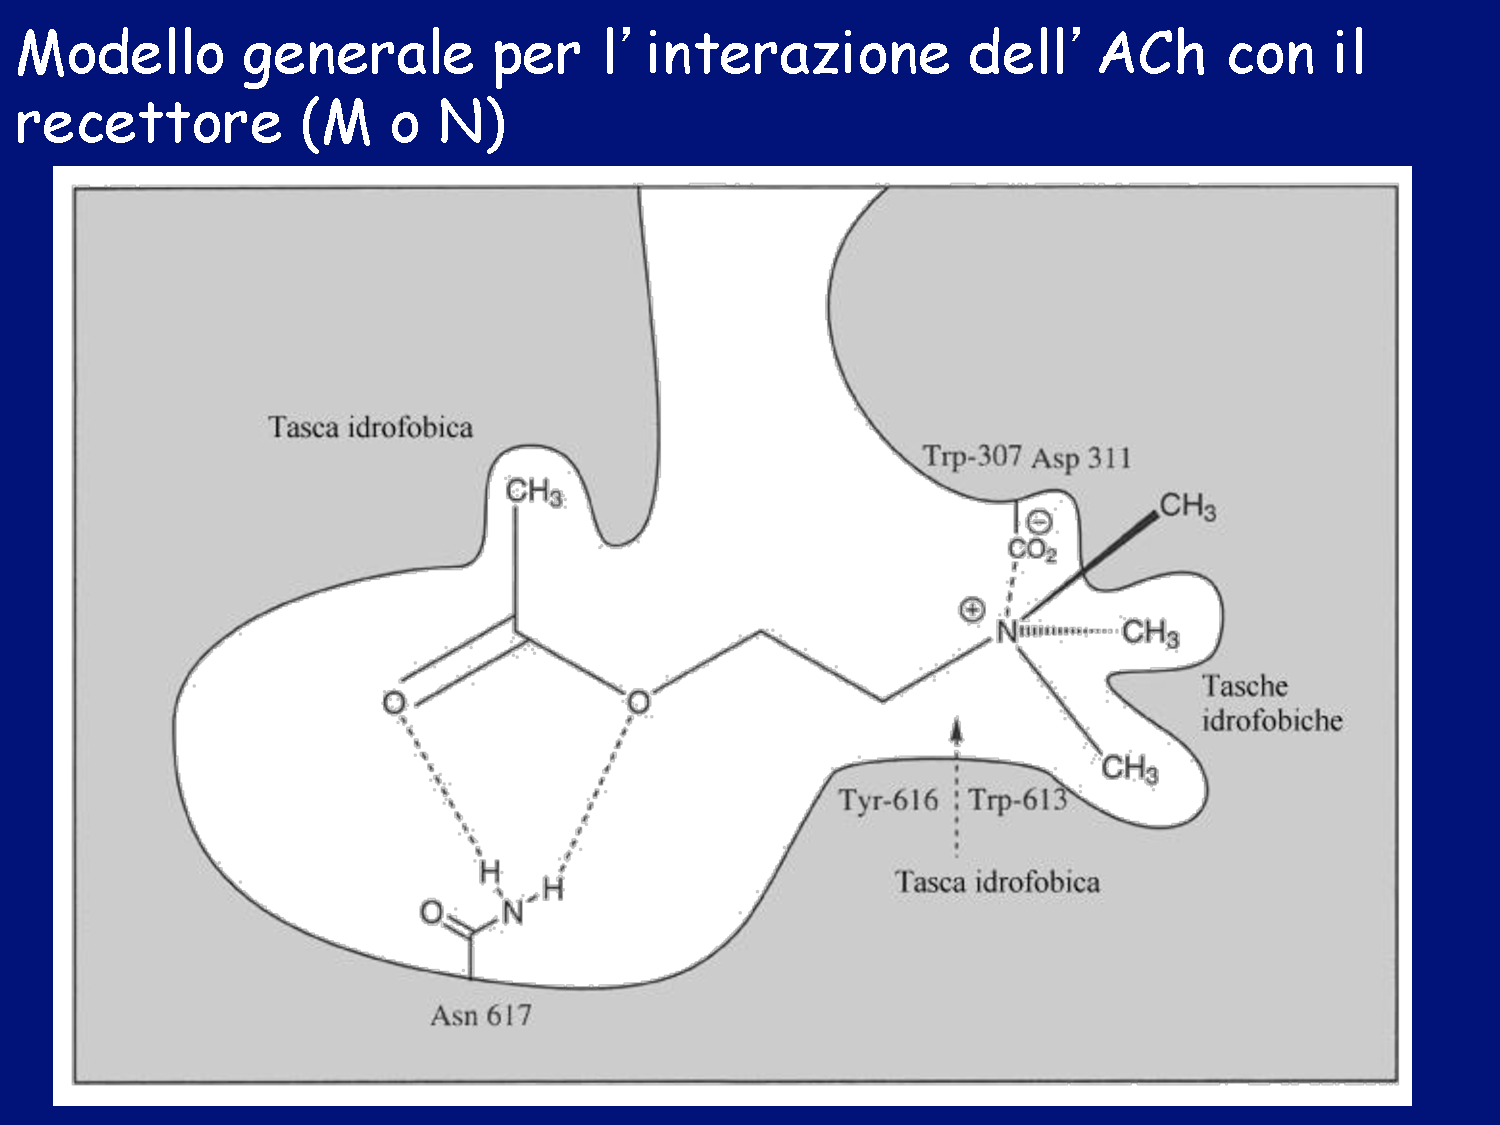 Modello generale per l’interazione dell’ACh con il
recettore (M o N)
Tasca idrofobica
Trp-307 Asp 311
CH3
CH3
⊖
CO2
⊕
N
CH3
O
O
Tasche
idrofobiche
CH3
Tyr-616
Trp-613
H
H
Tasca idrofobica
O
N
Asn 617